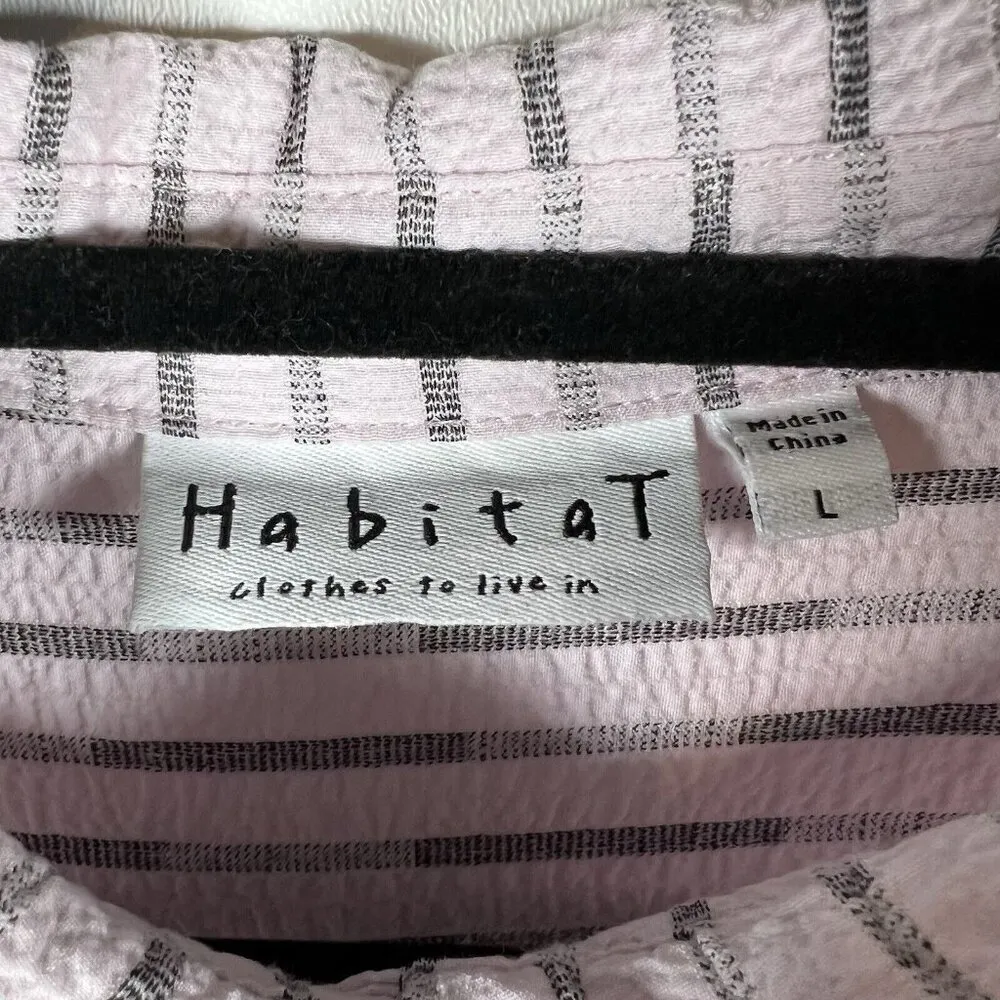 HabitaT
clothes to live in
Made in
China
L